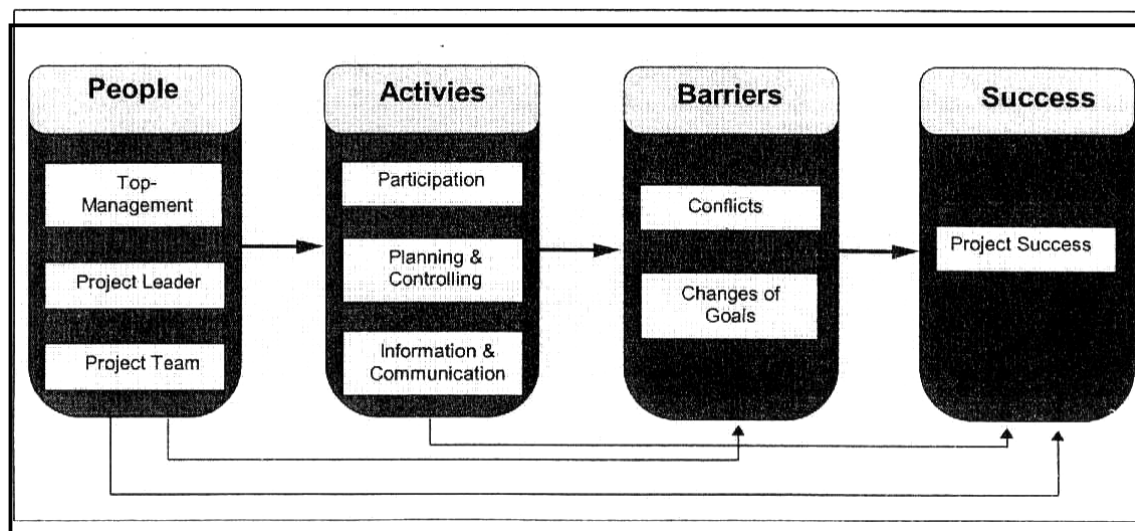 People
Top-
Management
Project Leader
Project Team
Activies
Participation
Planning &
Controlling
Information &
Communication
Barriers
Conflicts
Changes of
Goals
Success
Project Success